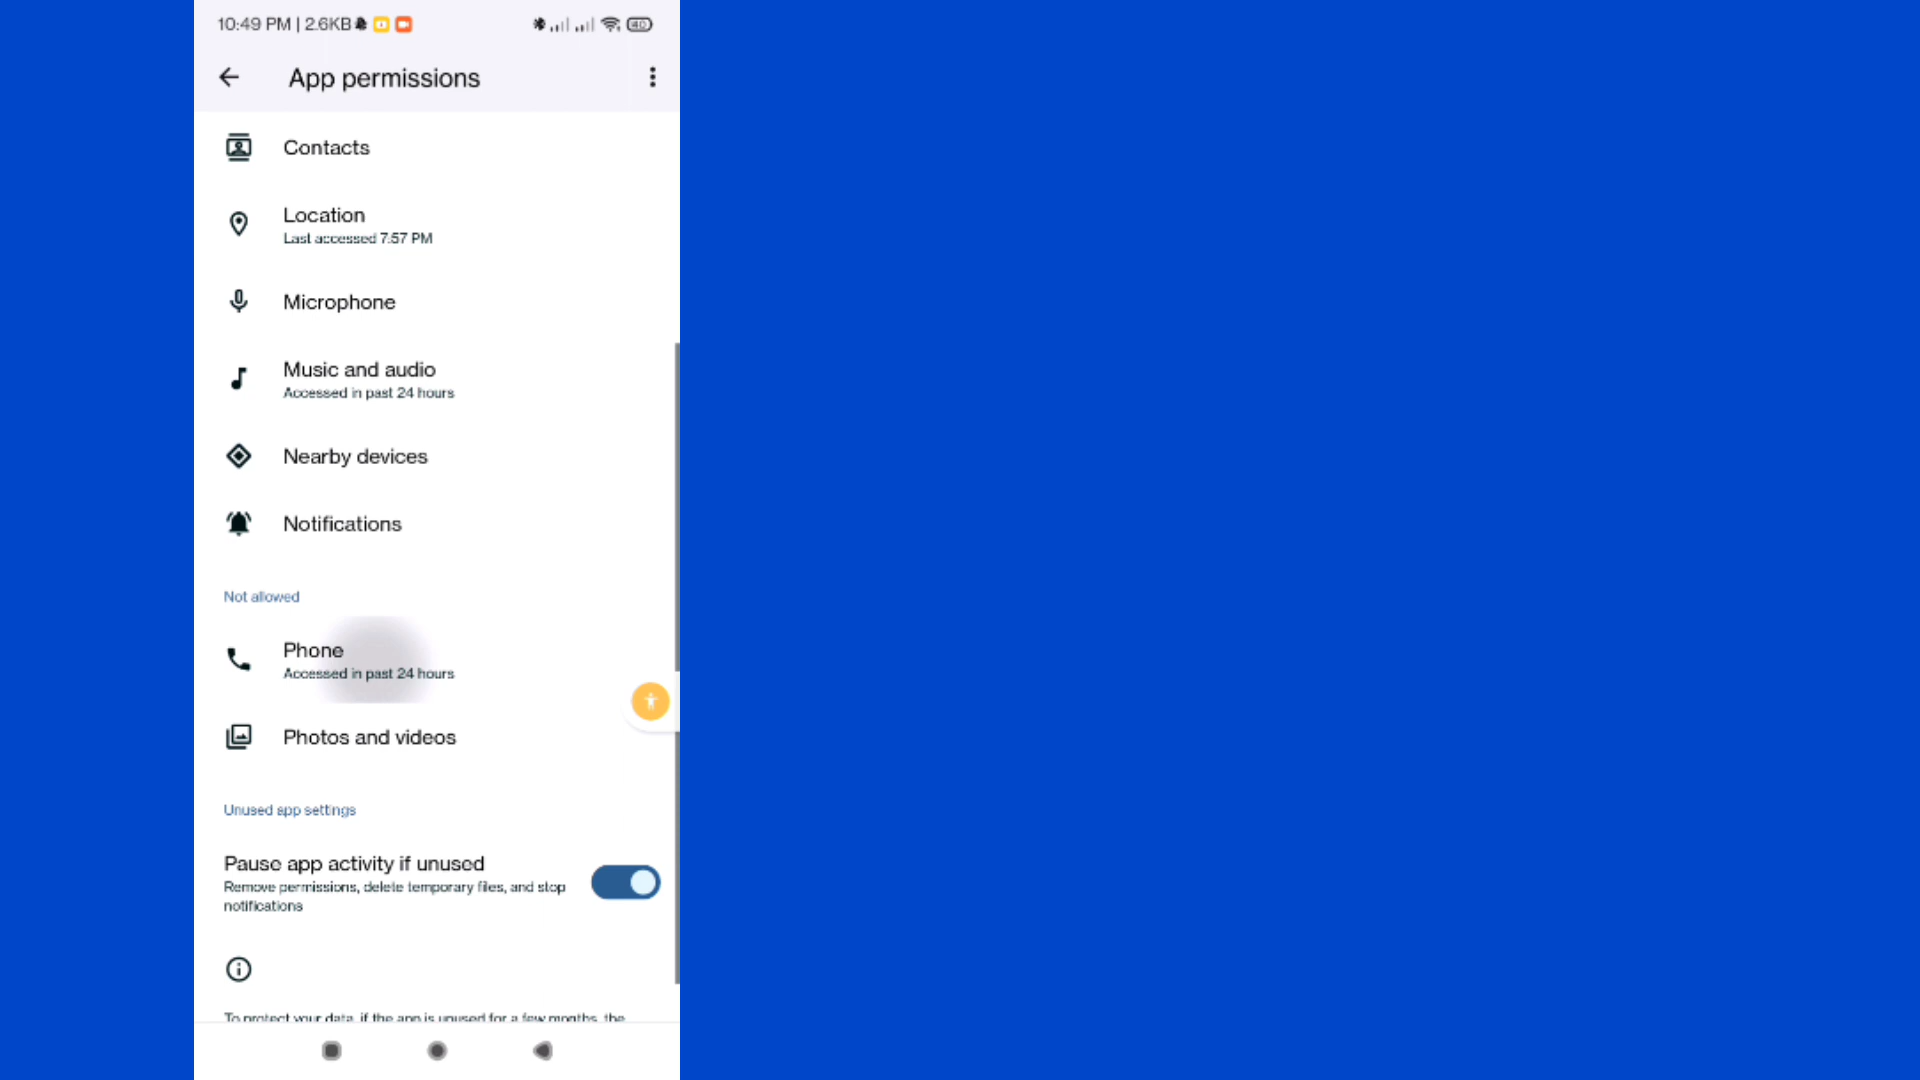 10:49 PM | 2.6KB
40
App permissions
Contacts
Location
Last accessed 7:57 PM
Microphone
Music and audio
Accessed in past 24 hours
Nearby devices
Notifications
Not allowed
Phone
Accessed in past 24 hours
Photos and videos
Unused app settings
Pause app activity if unused
Remove permissions, delete temporary files, and stop
notifications
To protect your data, if the app is unused for a few months, the